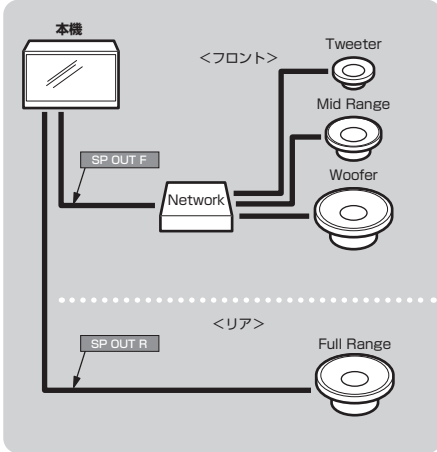 本機
<フロント>
Tweeter
Mid Range
SP OUT F
Woofer
Network
<リア>
SP OUT R
Full Range